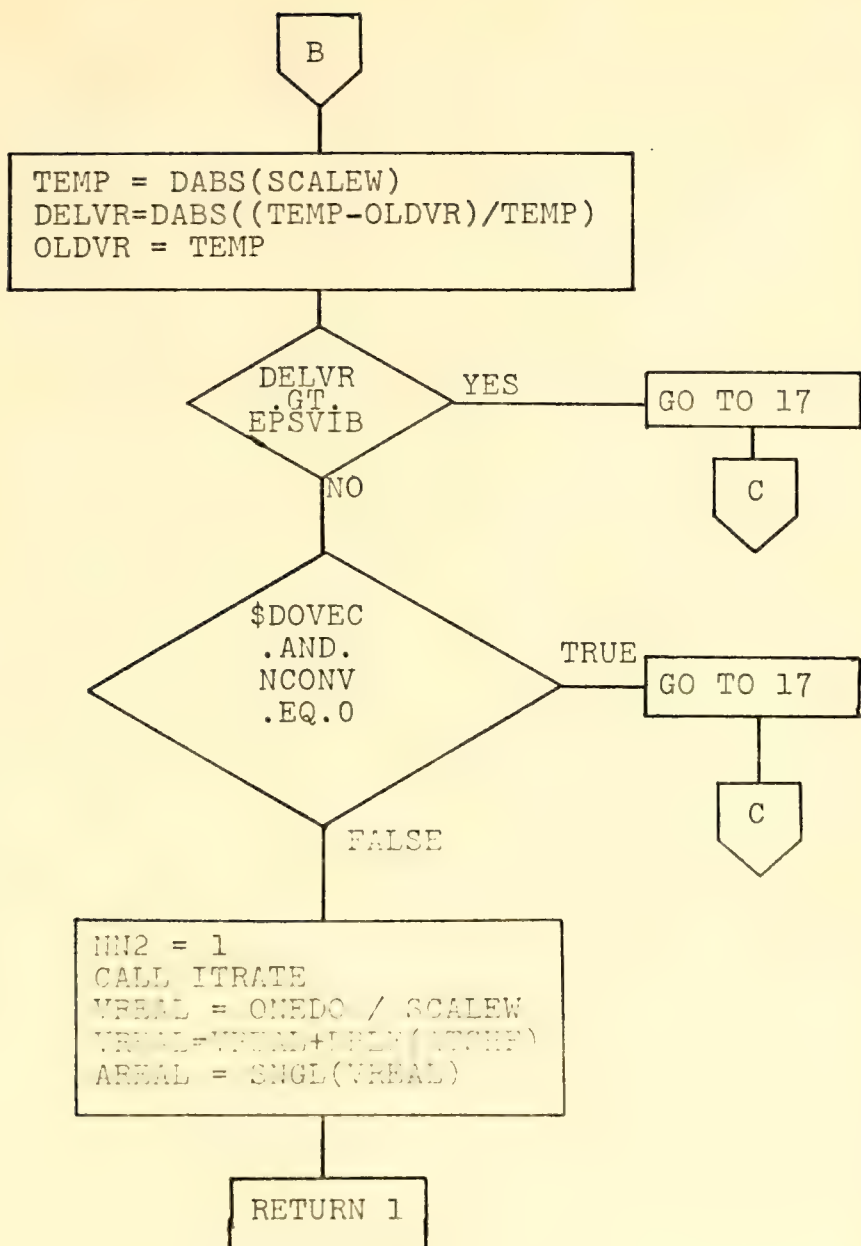 B
TEMP = DABS(SCALEW)
DELVR=DABS((TEMP-OLDVR)/TEMP)
OLDVR = TEMP
DELVR
.GT.
EPSVIB
YES
GO TO 17
C
NO
$DOVEC
.AND.
NCONV
.EQ.0
TRUE
GO TO 17
C
FALSE
NN2 = 1
CALL ITRATE
VREAL = ONEDO / SCALEW
AREAL = SNGL(VREAL)
RETURN 1